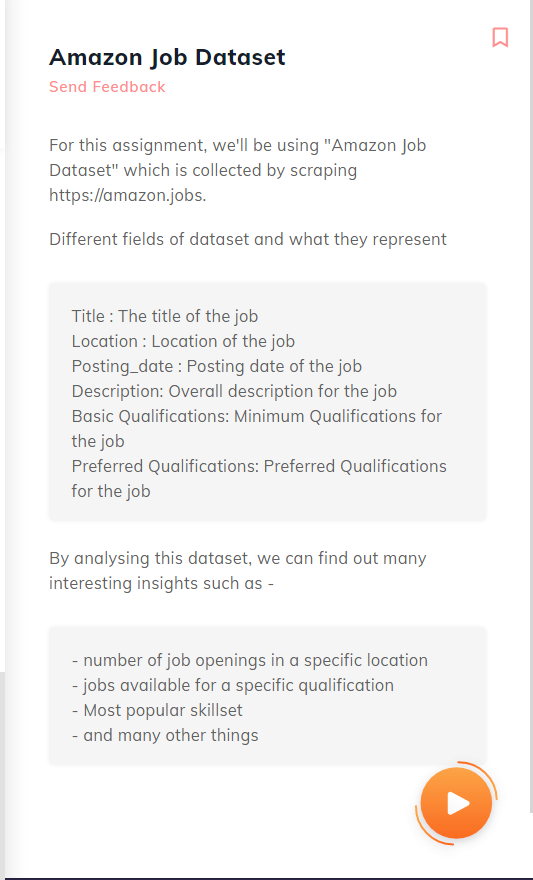 Amazon Job Dataset
Send Feedback
For this assignment, we'll be using "Amazon Job
Dataset" which is collected by scraping
https://amazon.jobs.
Different fields of dataset and what they represent
Title : The title of the job
Location : Location of the job
Posting_date : Posting date of the job
Description: Overall description for the job
Basic Qualifications: Minimum Qualifications for
the job
Preferred Qualifications: Preferred Qualifications
for the job
By analysing this dataset, we can find out many
interesting insights such as -
- number of job openings in a specific location
- jobs available for a specific qualification
- Most popular skillset
- and many other things